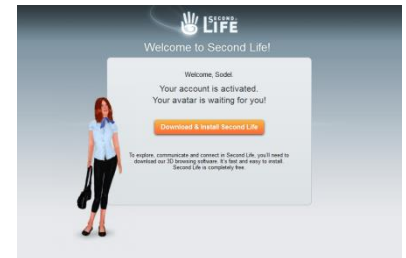 SECOND
LIFE
Welcome to Second Life!
Welcome, Sodel.
Your account is activated.
Your avatar is waiting for you!
Download & Install Second Life
To explore, communicate and connect in Second Life, you'll need to
download our 3D browsing software. It's fast and easy to install.
Second Life is completely free.